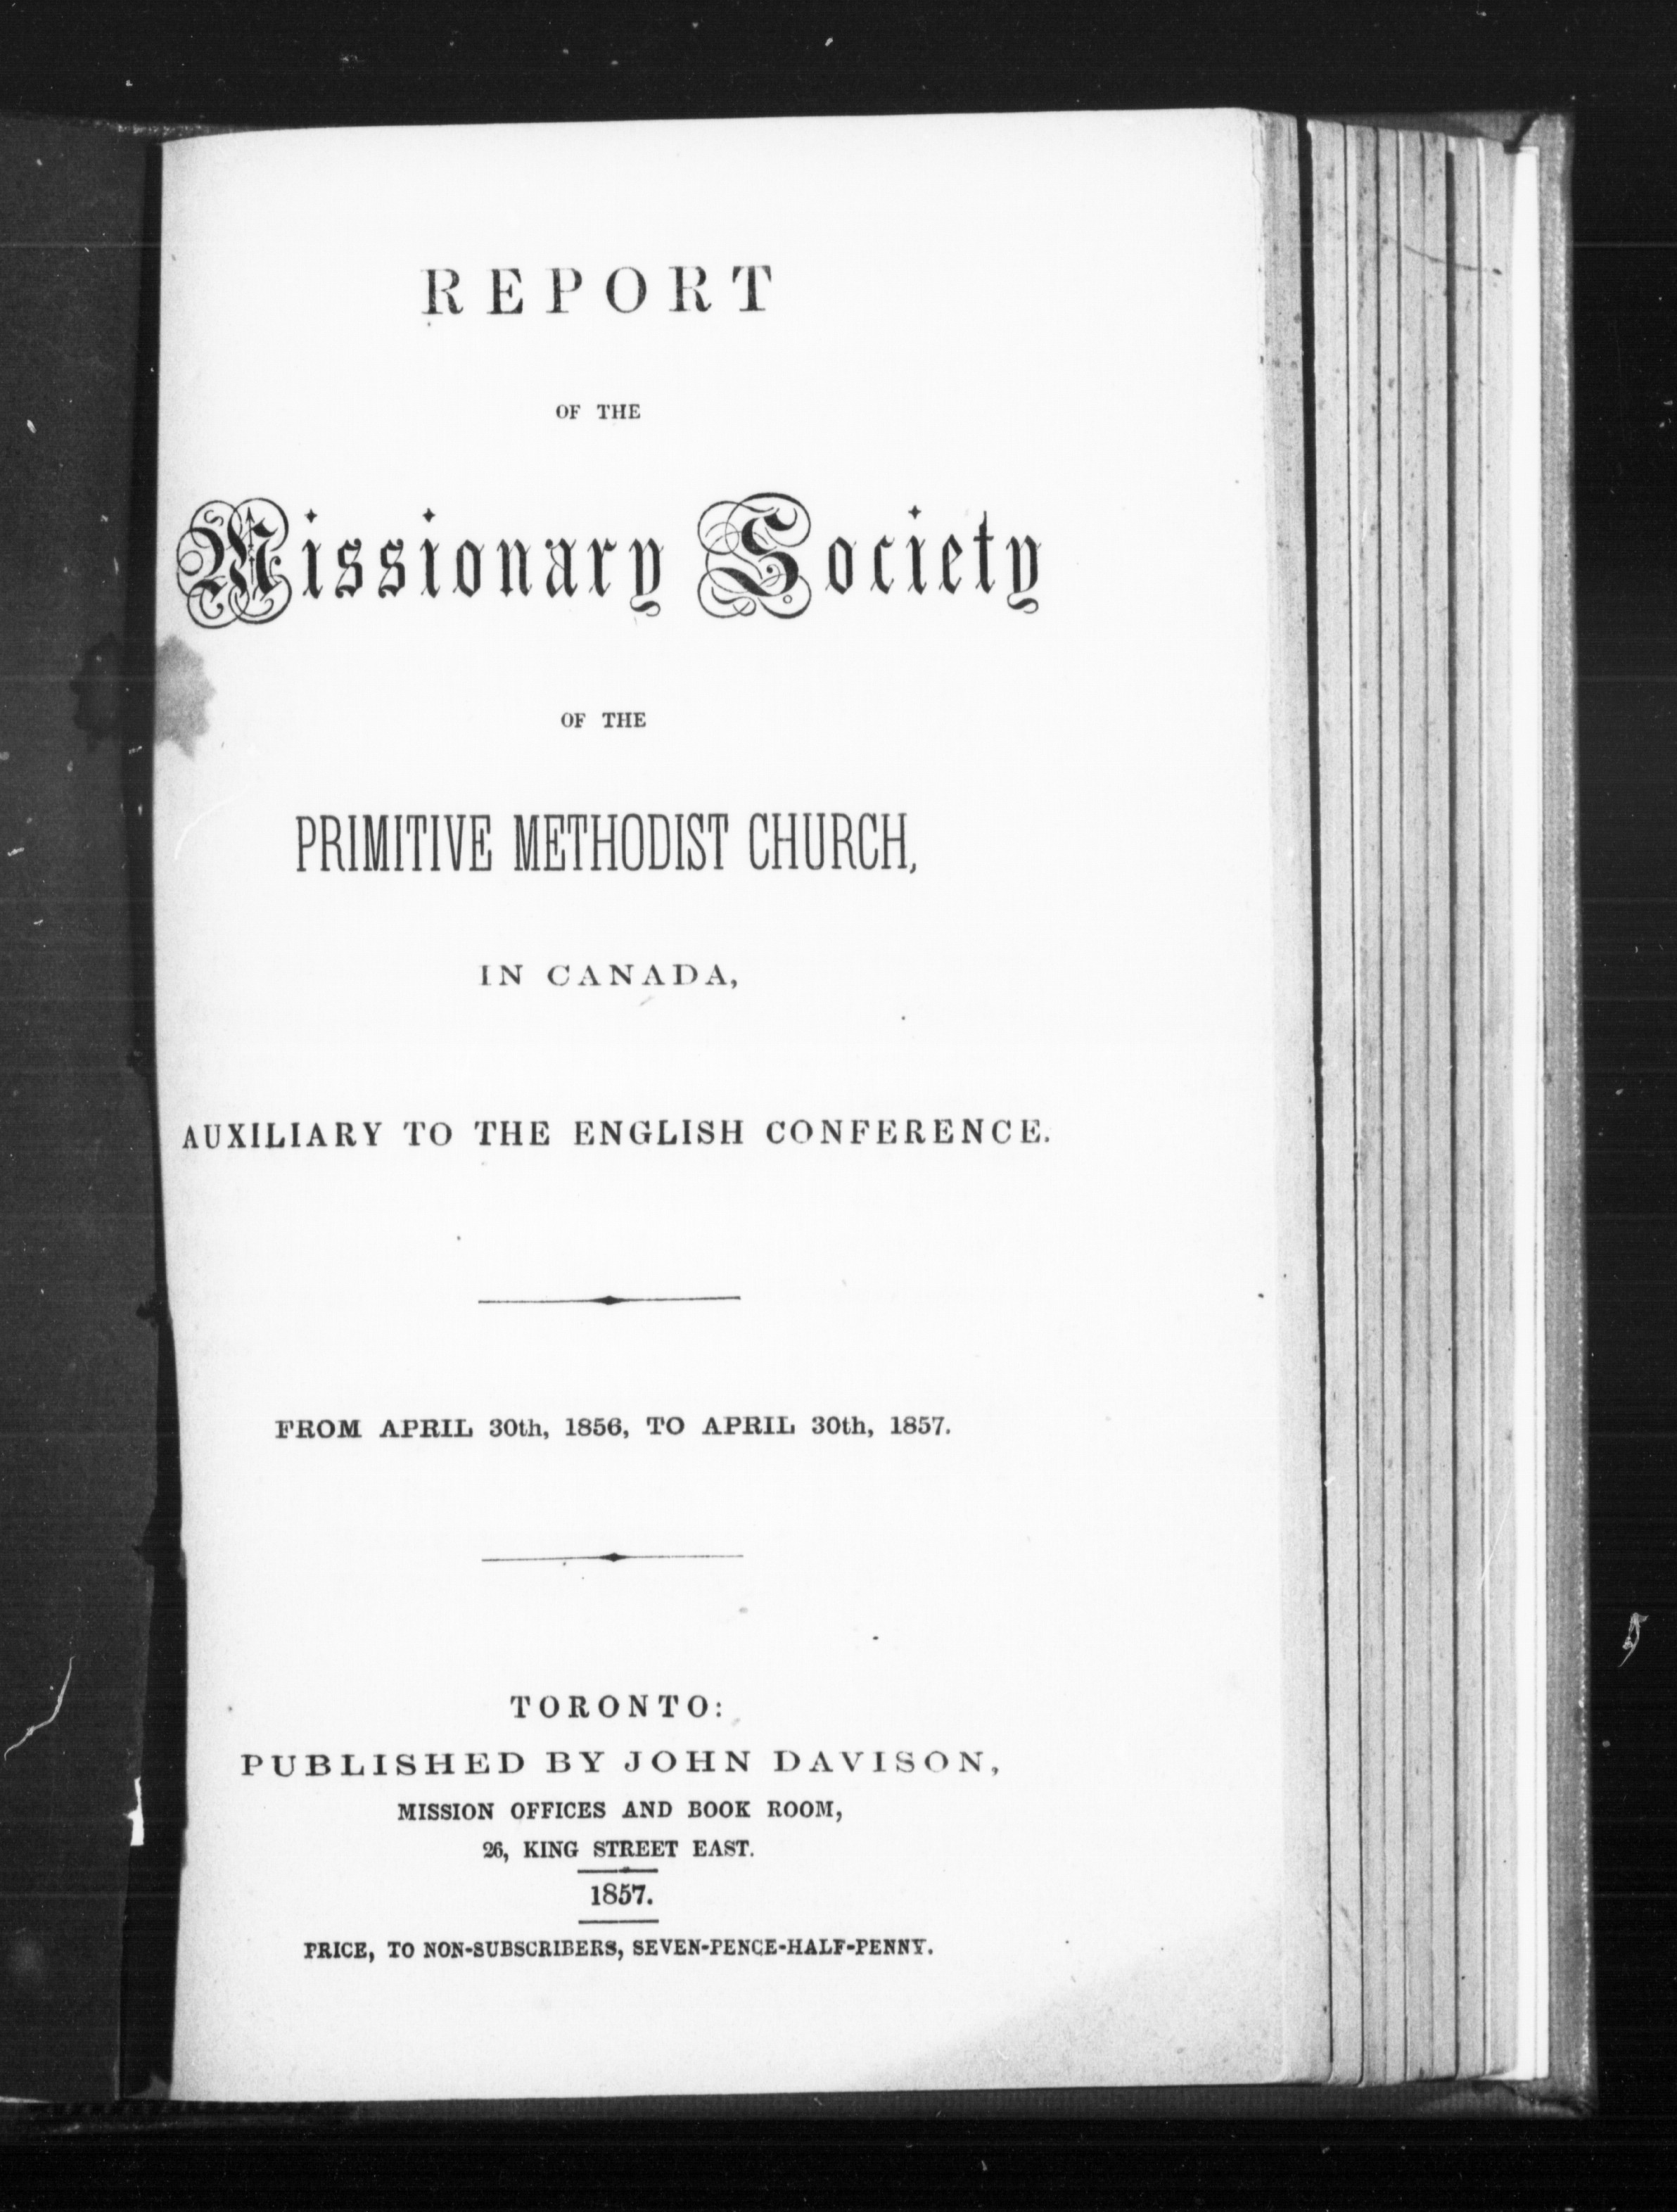 REPORT
OF THE
Missionary Society
OF THE
PRIMITIVE METHODIST CHURCH,
IN CANADA,
AUXILIARY TO THE ENGLISH CONFERENCE.
FROM APRIL 30th, 1856, TO APRIL 30th, 1857.
TORONTO:
PUBLISHED BY JOHN DAVISON,
MISSION OFFICES AND BOOK ROOM,
26, KING STREET EAST.
1857.
PRICE, TO NON-SUBSCRIBERS, SEVEN-PENCE-HALF-PENNY.